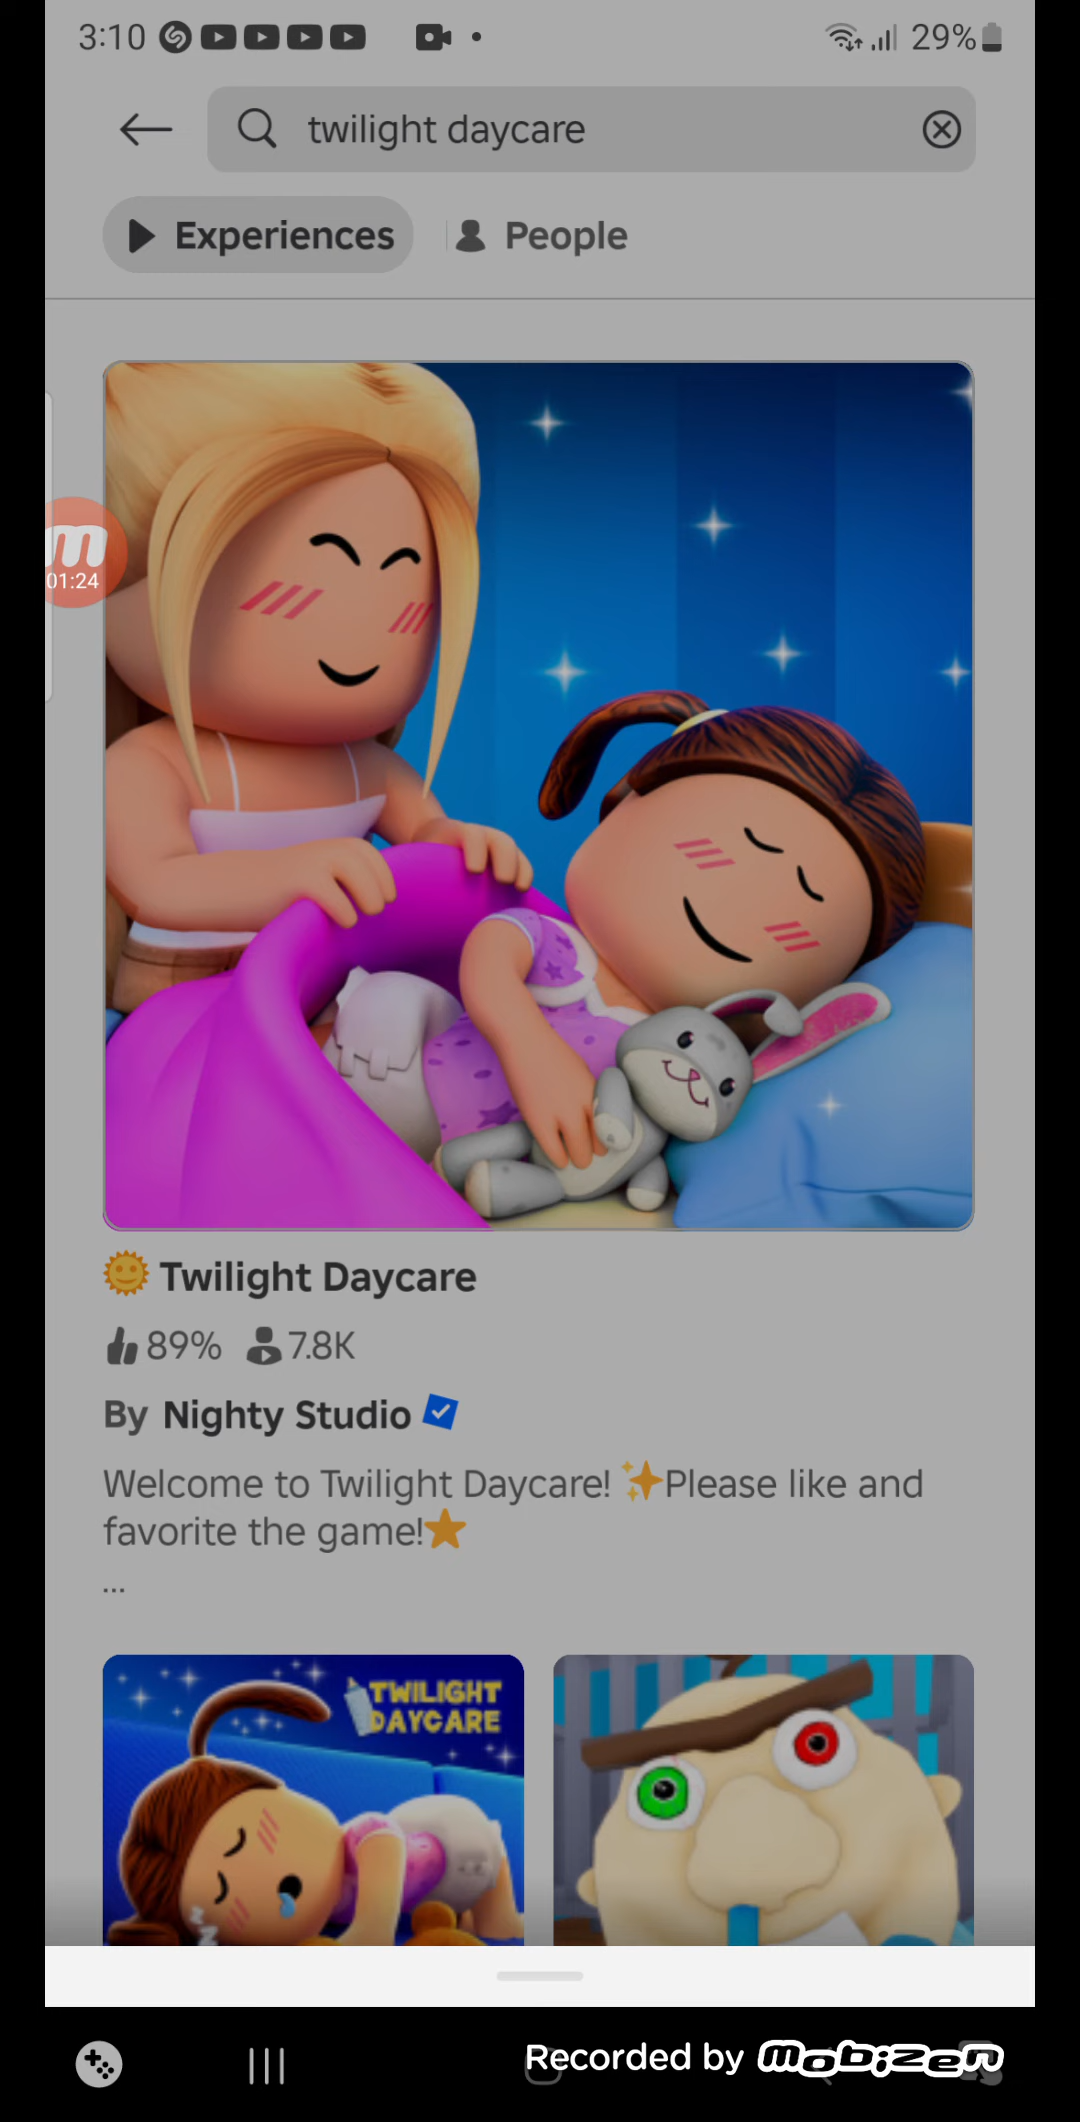 3:10
29%
twilight daycare
Experiences
People
m
01:24
Twilight Daycare
89% 7.8K
By Nighty Studio
Welcome to Twilight Daycare! ✨Please like and
favorite the game!⭐
...
TWILIGHT
DAYCARE
z
z
z
Recorded by mobizen